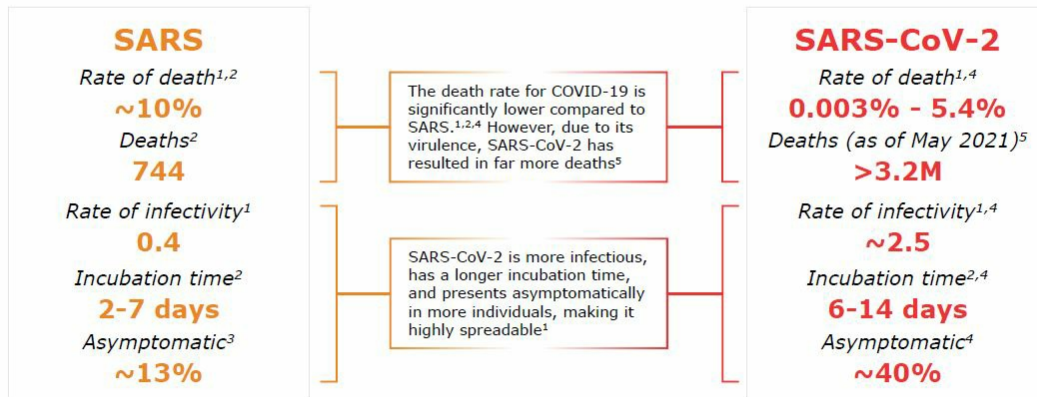 SARS
Rate of death1,2
~10%
Deaths2
744
Rate of infectivity1
0.4
Incubation time2
2-7 days
Asymptomatic3
~13%
The death rate for COVID-19 is
significantly lower compared to
SARS.1,2,4 However, due to its
virulence, SARS-CoV-2 has
resulted in far more deaths5
SARS-CoV-2 is more infectious,
has a longer incubation time,
and presents asymptomatically
in more individuals, making it
highly spreadable1
SARS-CoV-2
Rate of death1,4
0.003% - 5.4%
Deaths (as of May 2021)5
>3.2M
Rate of infectivity1,4
~2.5
Incubation time2,4
6-14 days
Asymptomatic4
~40%